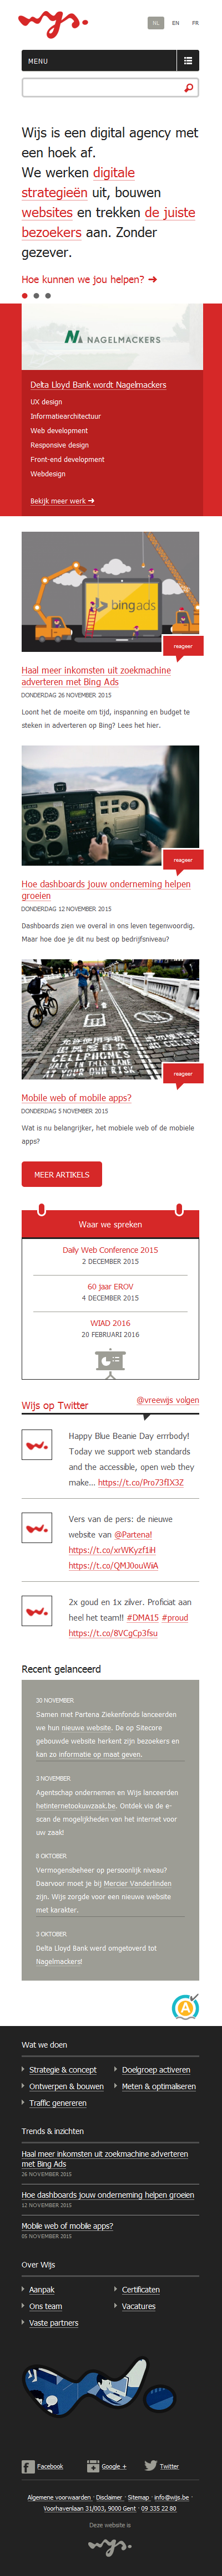 wijs.
NL EN FR
MENU
Wijs is een digital agency met
een hoek af.
We werken digitale
strategieën uit, bouwen
websites en trekken de juiste
bezoekers aan. Zonder
gezever.
Hoe kunnen we jou helpen?
NAGELMACKERS
Delta Lloyd Bank wordt Nagelmackers
UX design
Informatiearchitectuur
Web development
Responsive design
Front-end development
Webdesign
Bekijk meer werk
bing ads
reageer
Haal meer inkomsten uit zoekmachine
adverteren met Bing Ads
DONDERDAG 26 NOVEMBER 2015
Loont het de moeite om tijd, inspanning en budget te
steken in adverteren op Bing? Lees het hier.
reageer
Hoe dashboards jouw onderneming helpen
groeien
DONDERDAG 12 NOVEMBER 2015
Dashboards zien we overal in ons leven tegenwoordig.
Maar hoe doe je dit nu best op bedrijfsniveau?
reageer
Mobile web of mobile apps?
DONDERDAG 5 NOVEMBER 2015
Wat is nu belangrijker, het mobiele web of de mobiele
apps?
MEER ARTIKELS
Waar we spreken
Daily Web Conference 2015
2 DECEMBER 2015
60 jaar EROV
4 DECEMBER 2015
WIAD 2016
20 FEBRUARI 2016
Wijs op Twitter
@vreewijs volgen
Happy Blue Beanie Day errrbody!
Today we support web standards
and the accessible, open web they
make… https://t.co/Pro73fIX3Z
Vers van de pers: de nieuwe
website van @Partena!
https://t.co/xrWKyzf1iH
https://t.co/QMJ0ouWiiA
2x goud en 1x zilver. Proficiat aan
heel het team!! #DMA15 #proud
https://t.co/8VCgCp3fsu
Recent gelanceerd
30 NOVEMBER
Samen met Partena Ziekenfonds lanceerden
we hun nieuwe website. De op Sitecore
gebouwde website herkent zijn bezoekers en
kan zo informatie op maat geven.
3 NOVEMBER
Agentschap ondernemen en Wijs lanceerden
hetinternetookuwzaak.be. Ontdek via de e-
scan de mogelijkheden van het internet voor
uw zaak!
8 OKTOBER
Vermogensbeheer op persoonlijk niveau?
Daarvoor moet je bij Mercier Vanderlinden
zijn. Wijs zorgde voor een nieuwe website
met karakter.
3 OKTOBER
Delta Lloyd Bank werd omgetoverd tot
Nagelmackers!
A
Wat we doen
Strategie & concept
Doelgroep activeren
Ontwerpen & bouwen
Meten & optimaliseren
Traffic genereren
Trends & inzichten
Haal meer inkomsten uit zoekmachine adverteren
met Bing Ads
26 NOVEMBER 2015
Hoe dashboards jouw onderneming helpen groeien
12 NOVEMBER 2015
Mobile web of mobile apps?
05 NOVEMBER 2015
Over Wijs
Aanpak
Certificaten
Ons team
Vacatures
Vaste partners
Facebook
Google +
Twitter
Algemene voorwaarden · Disclaimer · Sitemap · info@wijs.be ·
Voorhavenlaan 31/003, 9000 Gent · 09 335 22 80
Deze website is
wijs.